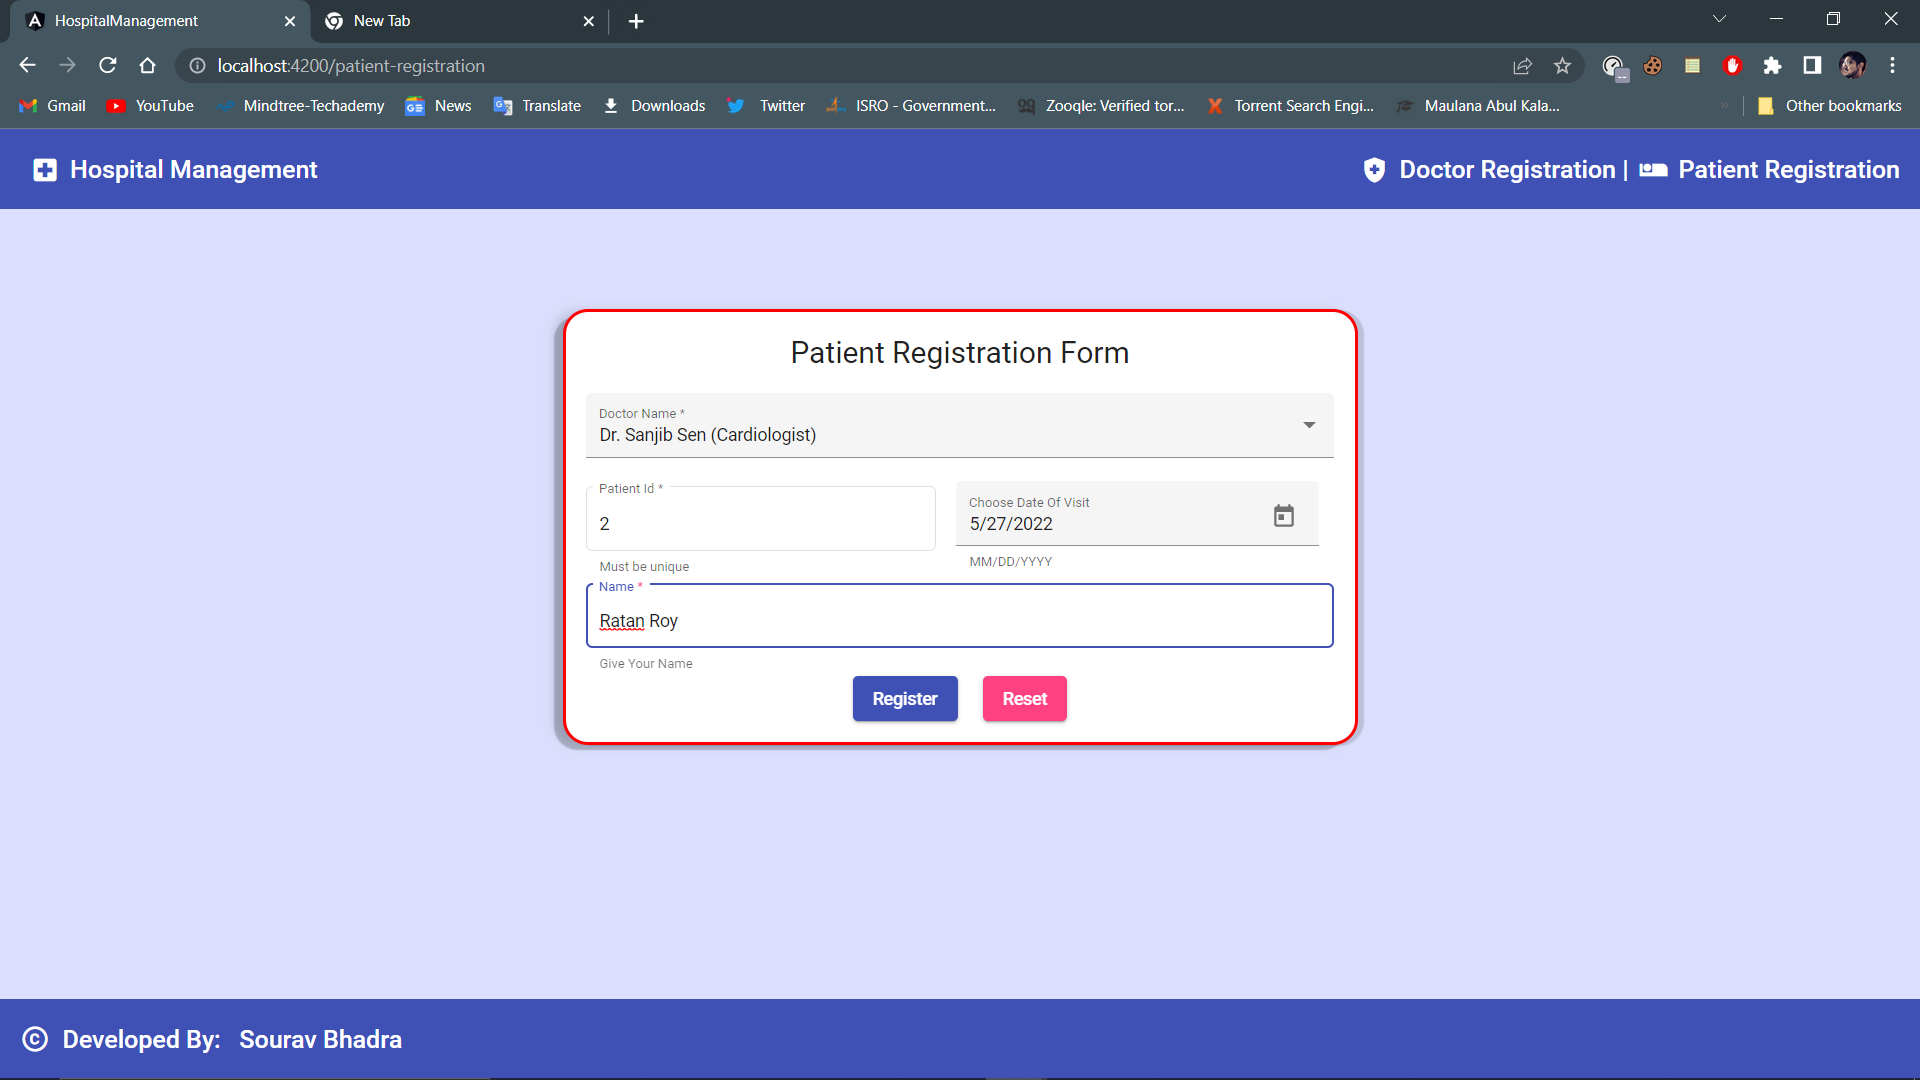 HospitalManagement
New Tab
localhost:4200/patient-registration
Gmail YouTube Mindtree-Techademy News Translate Downloads Twitter ISRO - Government... Zooqle: Verified tor... Torrent Search Engi... Maulana Abul Kala... » Other bookmarks
Hospital Management Doctor Registration | Patient Registration
Patient Registration Form
Doctor Name *
Dr. Sanjib Sen (Cardiologist)
Patient Id *
2
Must be unique
Choose Date Of Visit
5/27/2022
MM/DD/YYYY
Name *
Ratan Roy
Give Your Name
Register Reset
© Developed By: Sourav Bhadra